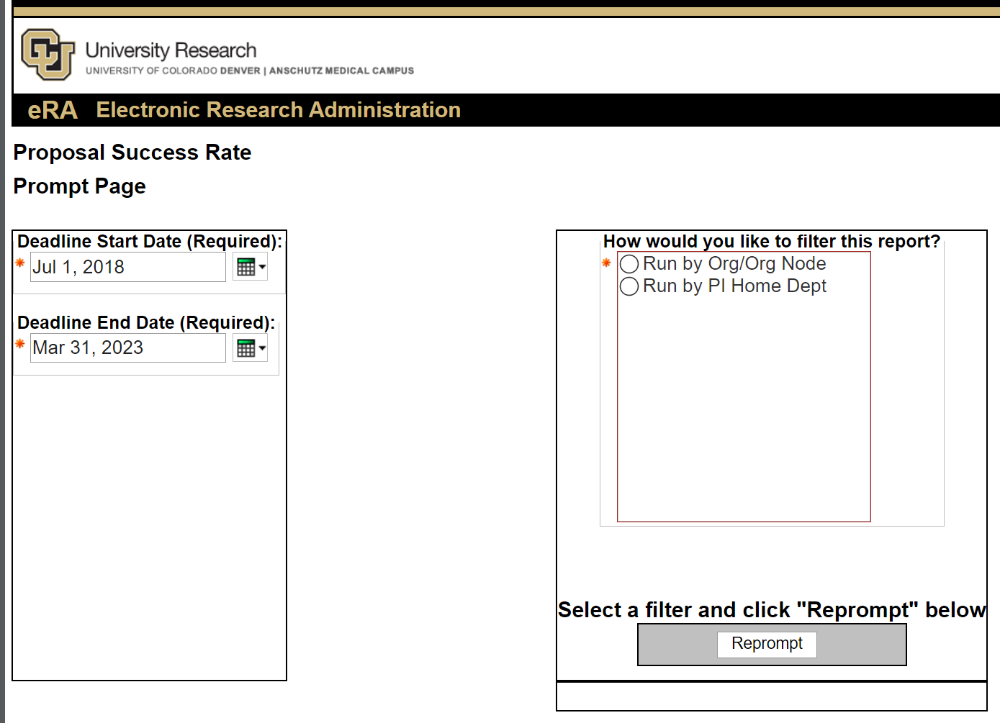 University Research
UNIVERSITY OF COLORADO DENVER | ANSCHUTZ MEDICAL CAMPUS
eRA Electronic Research Administration
Proposal Success Rate
Prompt Page
Deadline Start Date (Required):
* Jul 1, 2018
Deadline End Date (Required):
* Mar 31, 2023
How would you like to filter this report?
* Run by Org/Org Node
Run by PI Home Dept
Select a filter and click "Reprompt" below
Reprompt